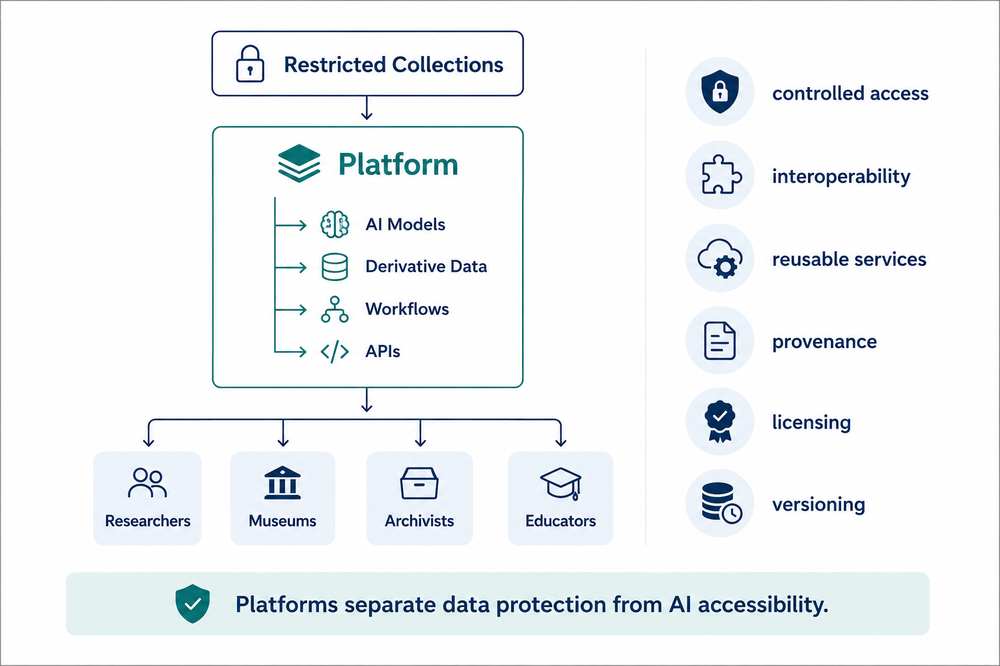 Restricted Collections
Platform
AI Models
Derivative Data
Workflows
APIs
Researchers
Museums
Archivists
Educators
controlled access
interoperability
reusable services
provenance
licensing
versioning
Platforms separate data protection from AI accessibility.